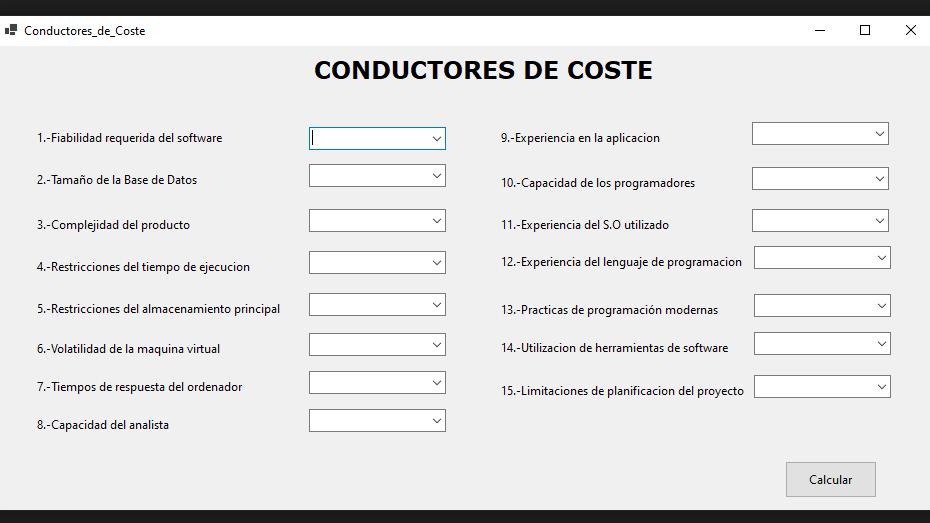 Conductores_de_Coste
CONDUCTORES DE COSTE
1.-Fiabilidad requerida del software
2.-Tamaño de la Base de Datos
3.-Complejidad del producto
4.-Restricciones del tiempo de ejecucion
5.-Restricciones del almacenamiento principal
6.-Volatilidad de la maquina virtual
7.-Tiempos de respuesta del ordenador
8.-Capacidad del analista
9.-Experiencia en la aplicacion
10.-Capacidad de los programadores
11.-Experiencia del S.O utilizado
12.-Experiencia del lenguaje de programacion
13.-Practicas de programación modernas
14.-Utilizacion de herramientas de software
15.-Limitaciones de planificacion del proyecto
Calcular